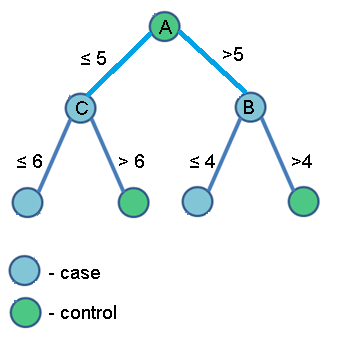 A
≤ 5
>5
C
B
≤ 6
> 6
≤ 4
>4
- case
- control